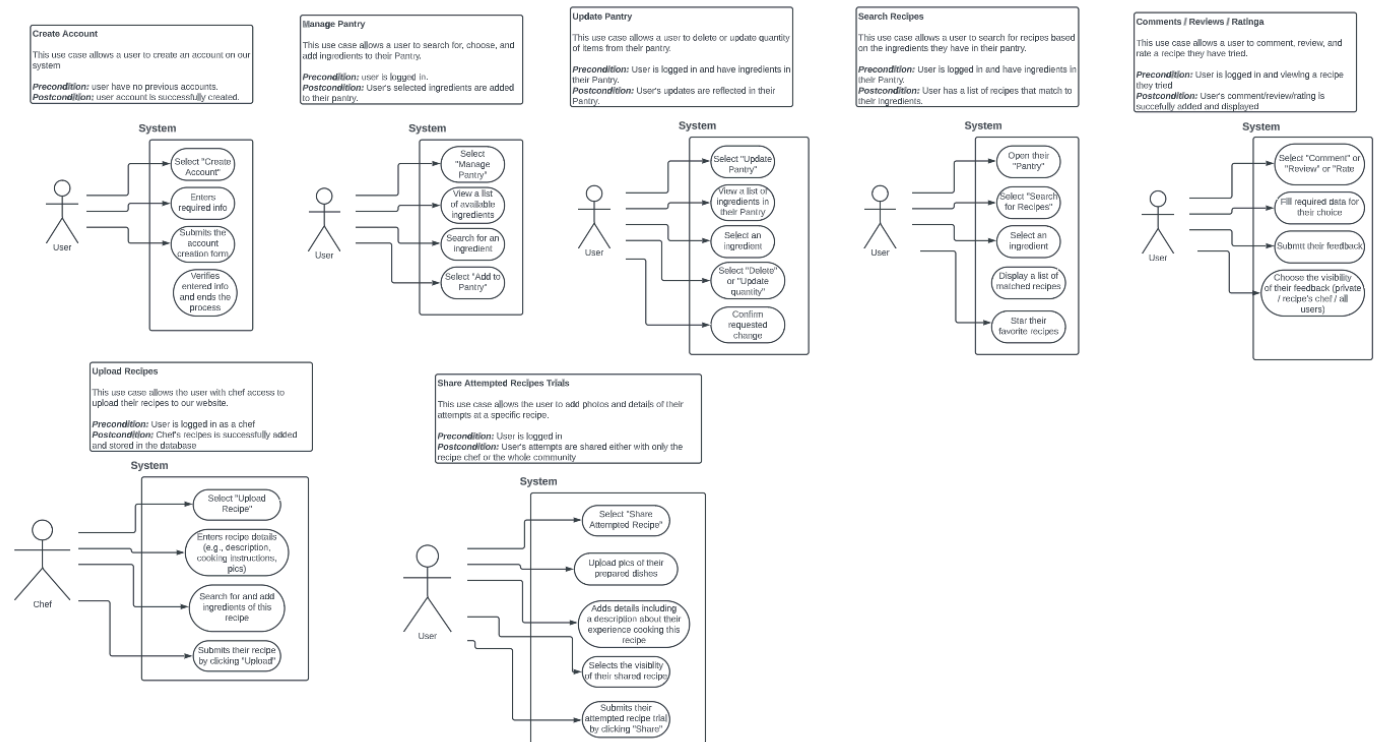 Create Account
This use case allows a user to create an account on our
system
Precondition: user have no previous accounts.
Postcondition: user account is successfully created.
System
Select "Create
Account"
Enters
required info
Submits the
account
creation form
Verifies
entered info
and ends the
process
User
Manage Pantry
This use case allows a user to search for, choose, and
add ingredients to their Pantry.
Precondition: user is logged in.
Postcondition: User's selected ingredients are added
to their pantry.
System
Select
"Manage
Pantry"
View a list
of available
ingredients
Search for an
ingredient
Select "Add to
Pantry"
User
Update Pantry
This use case allows a user to delete or update quantity
of items from their pantry.
Precondition: User is logged in and have ingredients in
their Pantry.
Postcondition: User's updates are reflected in their
Pantry.
System
Select "Update
Pantry"
View a list of
ingredients in
their Pantry
Select an
ingredient
Select "Delete"
or "Update
quantity"
Confirm
requested
change
User
Search Recipes
This use case allows a user to search for recipes based
on the ingredients they have in their pantry.
Precondition: User is logged in and have ingredients in
their Pantry.
Postcondition: User has a list of recipes that match to
their ingredients.
System
Open their
"Pantry"
Select "Search
for Recipes"
Select an
ingredient
Display a list of
matched recipes
Star their
favorite recipes
User
Comments / Reviews / Ratinga
This use case allows a user to comment, review, and
rate a recipe they have tried.
Precondition: User is logged in and viewing a recipe
they tried
Postcondition: User's comment/review/rating is
succefully added and displayed
System
Select "Comment" or
"Review" or "Rate
Fill required data for
their choice
Submit their feedback
Choose the visibility
of their feedback (private
/ recipe's chef / all
users)
User
Upload Recipes
This use case allows the user with chef access to
upload their recipes to our website.
Precondition: User is logged in as a chef
Postcondition: Chef's recipes is successfully added
and stored in the database
System
Select "Upload
Recipe"
Enters recipe details
(e.g., description,
cooking instructions,
pics)
Search for and add
ingredients of this
recipe
Submits their recipe
by clicking "Upload"
Chef
Share Attempted Recipes Trials
This use case allows the user to add photos and details of their
attempts at a specific recipe.
Precondition: User is logged in
Postcondition: User's attempts are shared either with only the
recipe chef or the whole community
System
Select "Share
Attempted Recipe"
Upload pics of their
prepared dishes
Adds details including
a description about their
experience cooking this
recipe
Selects the visiblity
of their shared recipe
Submits their
attempted recipe trial
by clicking "Share"
User